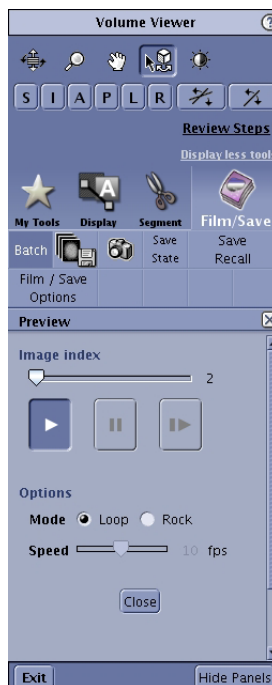 Volume Viewer ?
S I A P L R
Review Steps
Display less tool
A
My Tools Display Segment Film/Save
Batch Save State Save Recall
Film / Save Options
Preview
Image index
2
Options
Mode Loop Rock
Speed 10 fps
Close
Exit Hide Panels